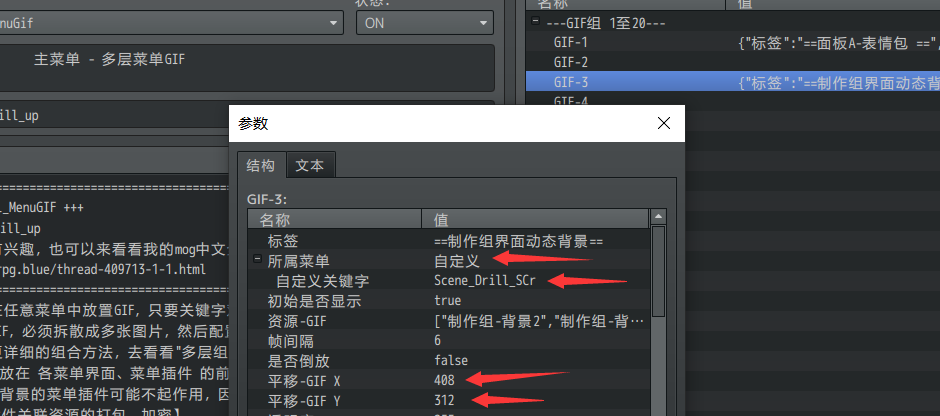 状态:
nuGif
ON
主菜单 - 多层菜单GIF
ill_up
_MenuGIF +++
ill_up
有兴趣, 也可以来看看我的mog中文
rpg.blue/thread-409713-1-1.html
在任意菜单中放置GIF, 只要关键字
IF, 必须拆散成多张图片, 然后配
更详细的组合方法, 去看看"多层组
放在 各菜单界面、菜单插件 的前
背景的菜单插件可能不起作用, 因
件关联资源的打包、加密】
名称 值
---GIF组 1至20---
GIF-1 {"标签":"==面板A-表情包 =="
GIF-2
GIF-3 {"标签":"==制作组界面动态背
GIF-4
参数
结构 文本
GIF-3:
名称 值
标签 ==制作组界面动态背景==
所属菜单 自定义
自定义关键字 Scene_Drill_SCr
初始是否显示 true
资源-GIF ["制作组-背景2","制作组-背…
帧间隔 6
是否倒放 false
平移-GIF X 408
平移-GIF Y 312